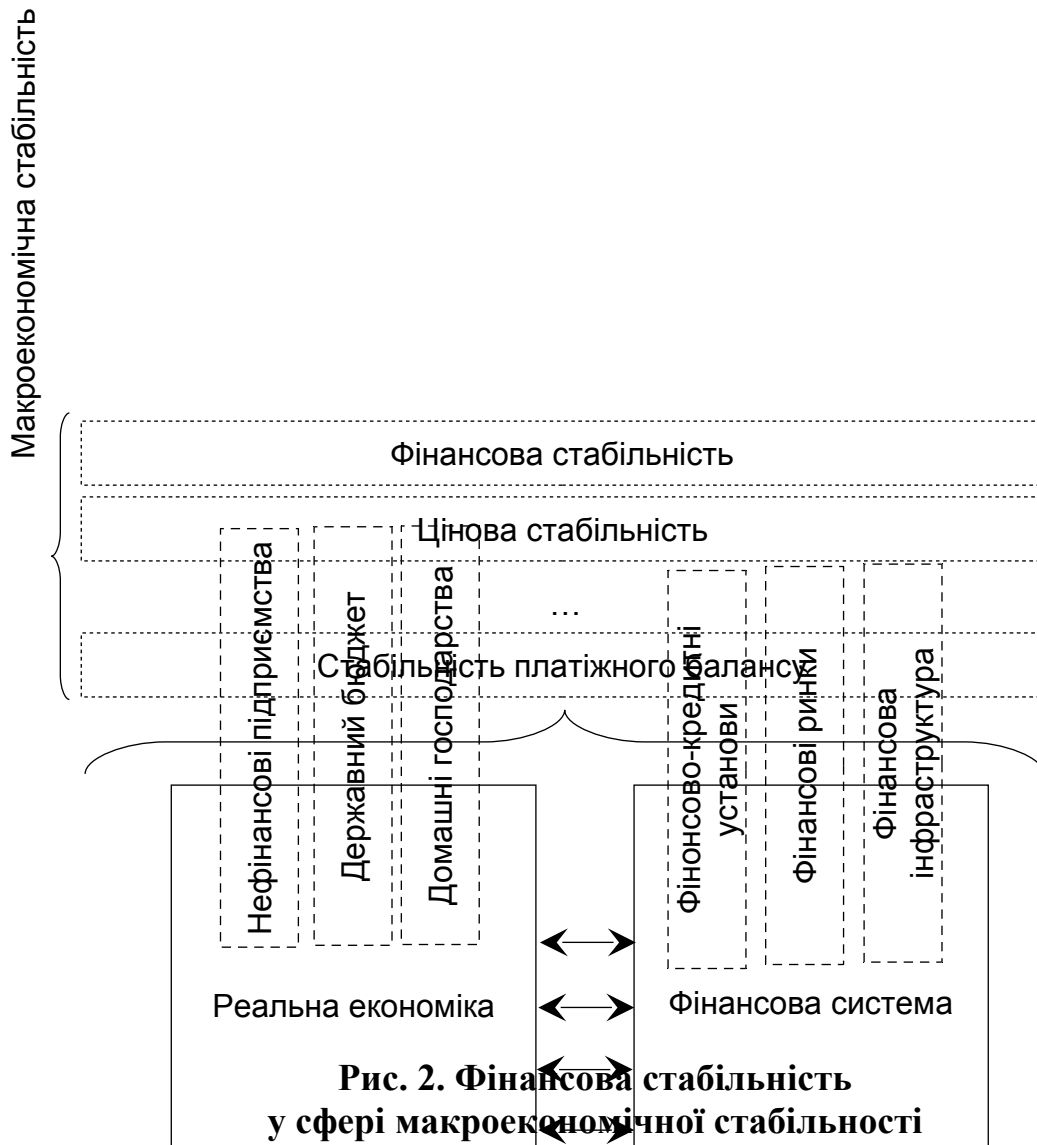 Макроекономічна стабільність
Фінансова стабільність
Цінова стабільність
...
Стабільність платіжного балансу
Нефінансові підприємства
Державний бюджет
Домашні господарства
Фінонсово-кредитні
установи
Фінансові ринки
Фінансова
інфраструктура
Реальна економіка
Фінансова система
Рис. 2. Фінансова стабільність
у сфері макроекономічної стабільності